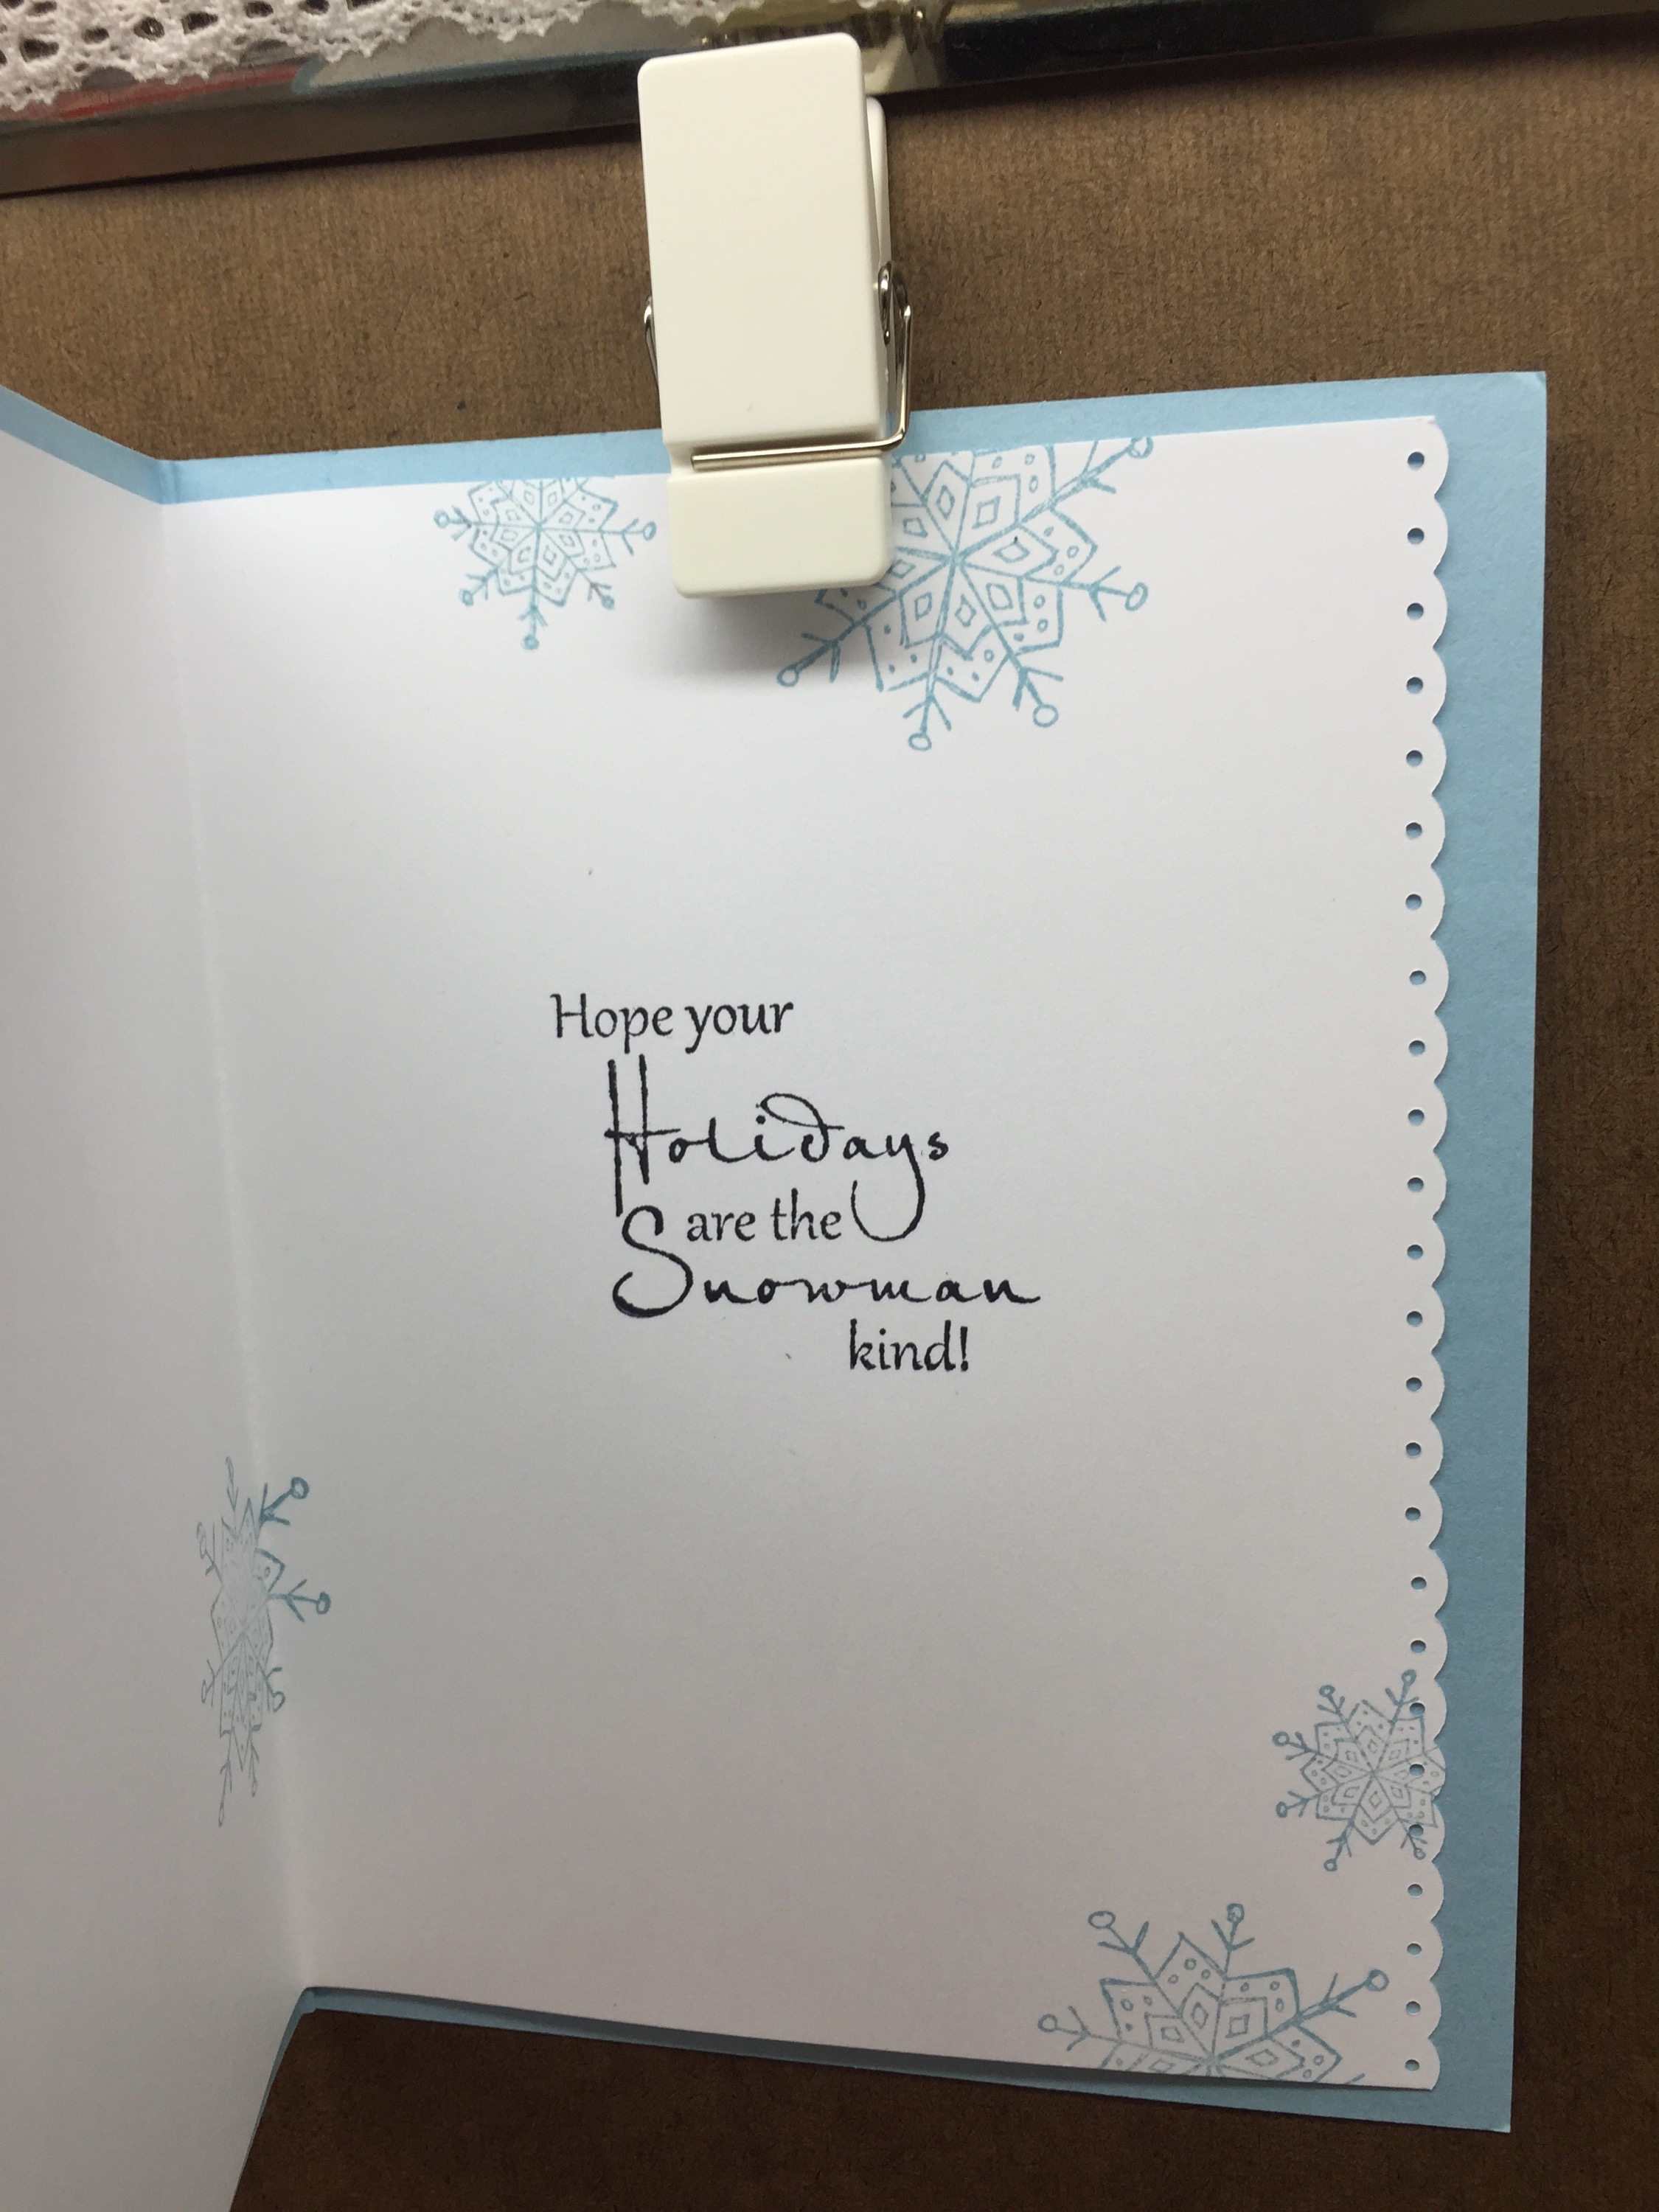 Hope your
Holidays
are the
Snowman
kind!